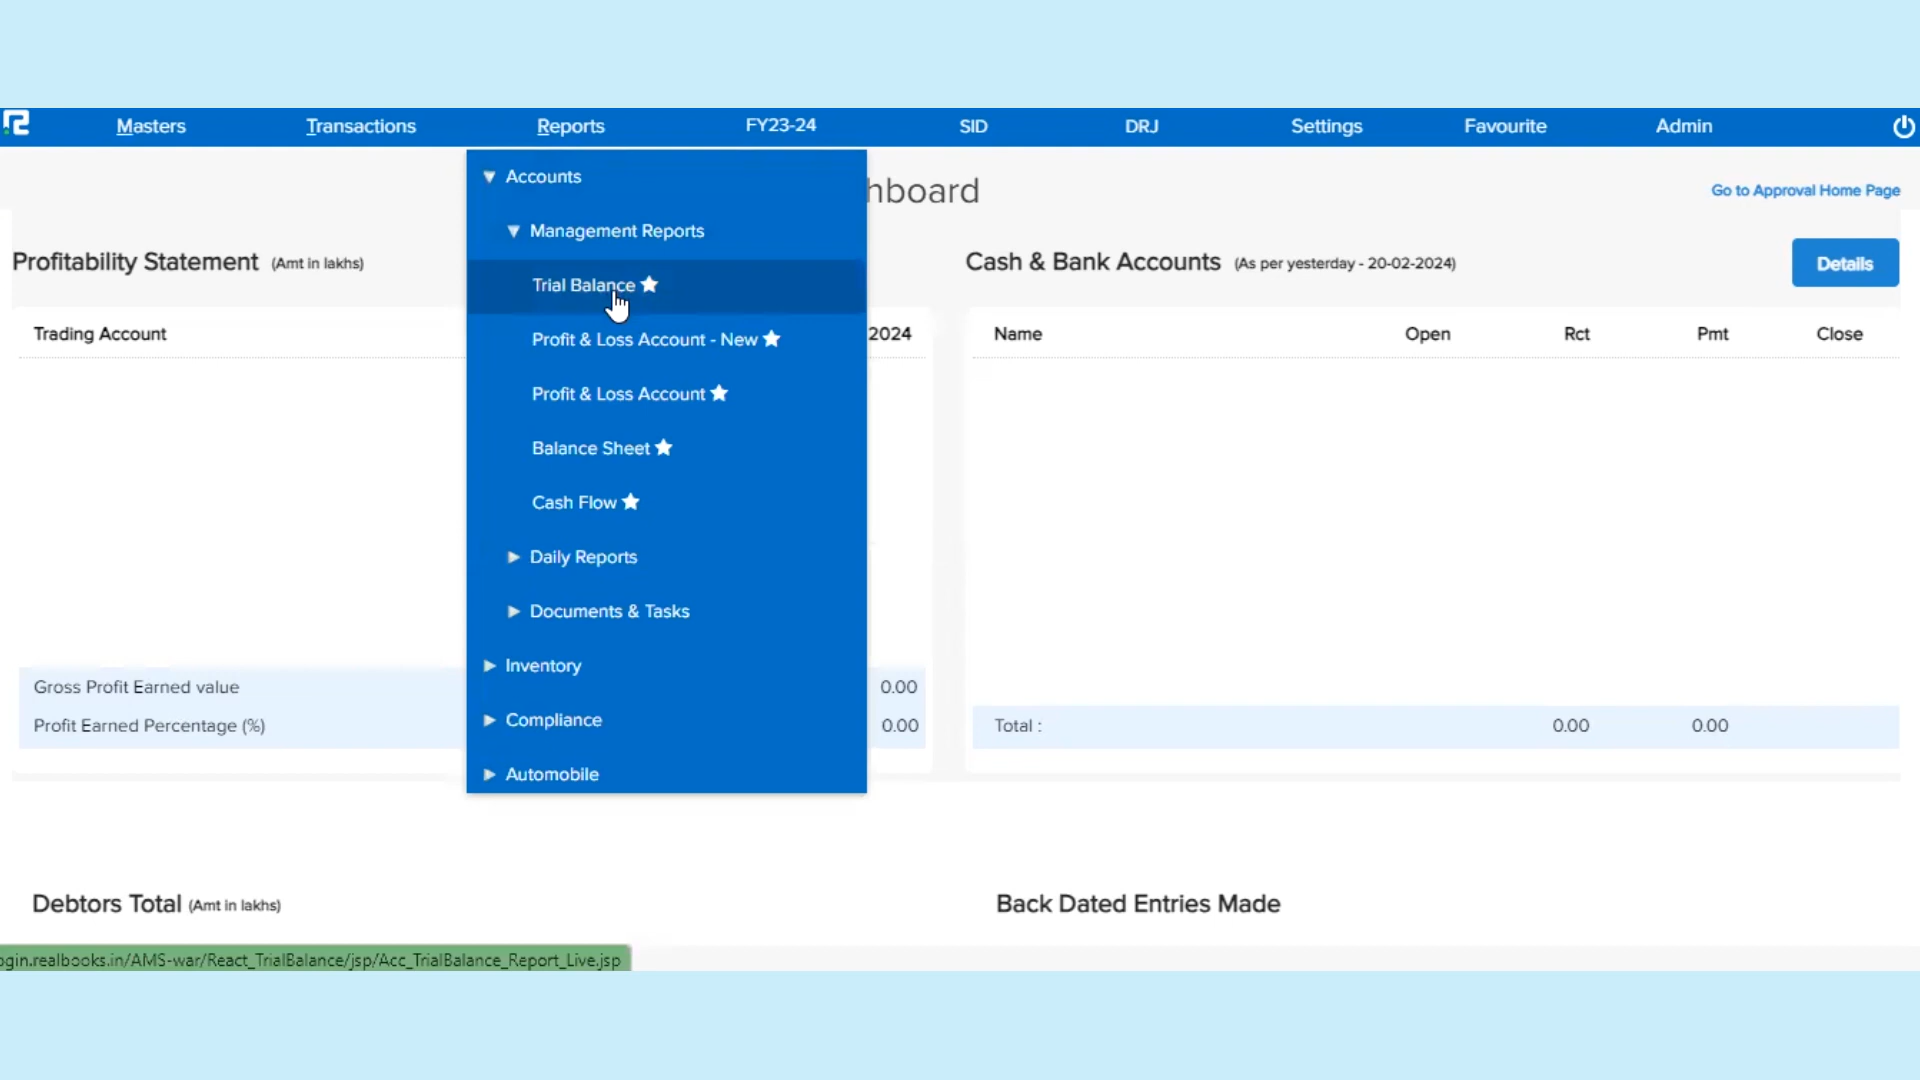 Masters Transactions Reports FY23-24 SID DRJ Settings Favourite Admin
Accounts
hboard
Go to Approval Home Page
Management Reports
Trial Balance
Profit & Loss Account - New
Profit & Loss Account
Balance Sheet
Cash Flow
Daily Reports
Documents & Tasks
Inventory
Compliance
Automobile
Profitability Statement (Amt in lakhs)
Trading Account 2024
Gross Profit Earned value 0.00
Profit Earned Percentage (%) 0.00
Cash & Bank Accounts (As per yesterday - 20-02-2024)
Details
Name Open Rct Pmt Close
Total : 0.00 0.00
Debtors Total (Amt in lakhs)
Back Dated Entries Made
ogin.realbooks.in/AMS-war/React_TrialBalance/jsp/Acc_TrialBalance_Report_Live.jsp